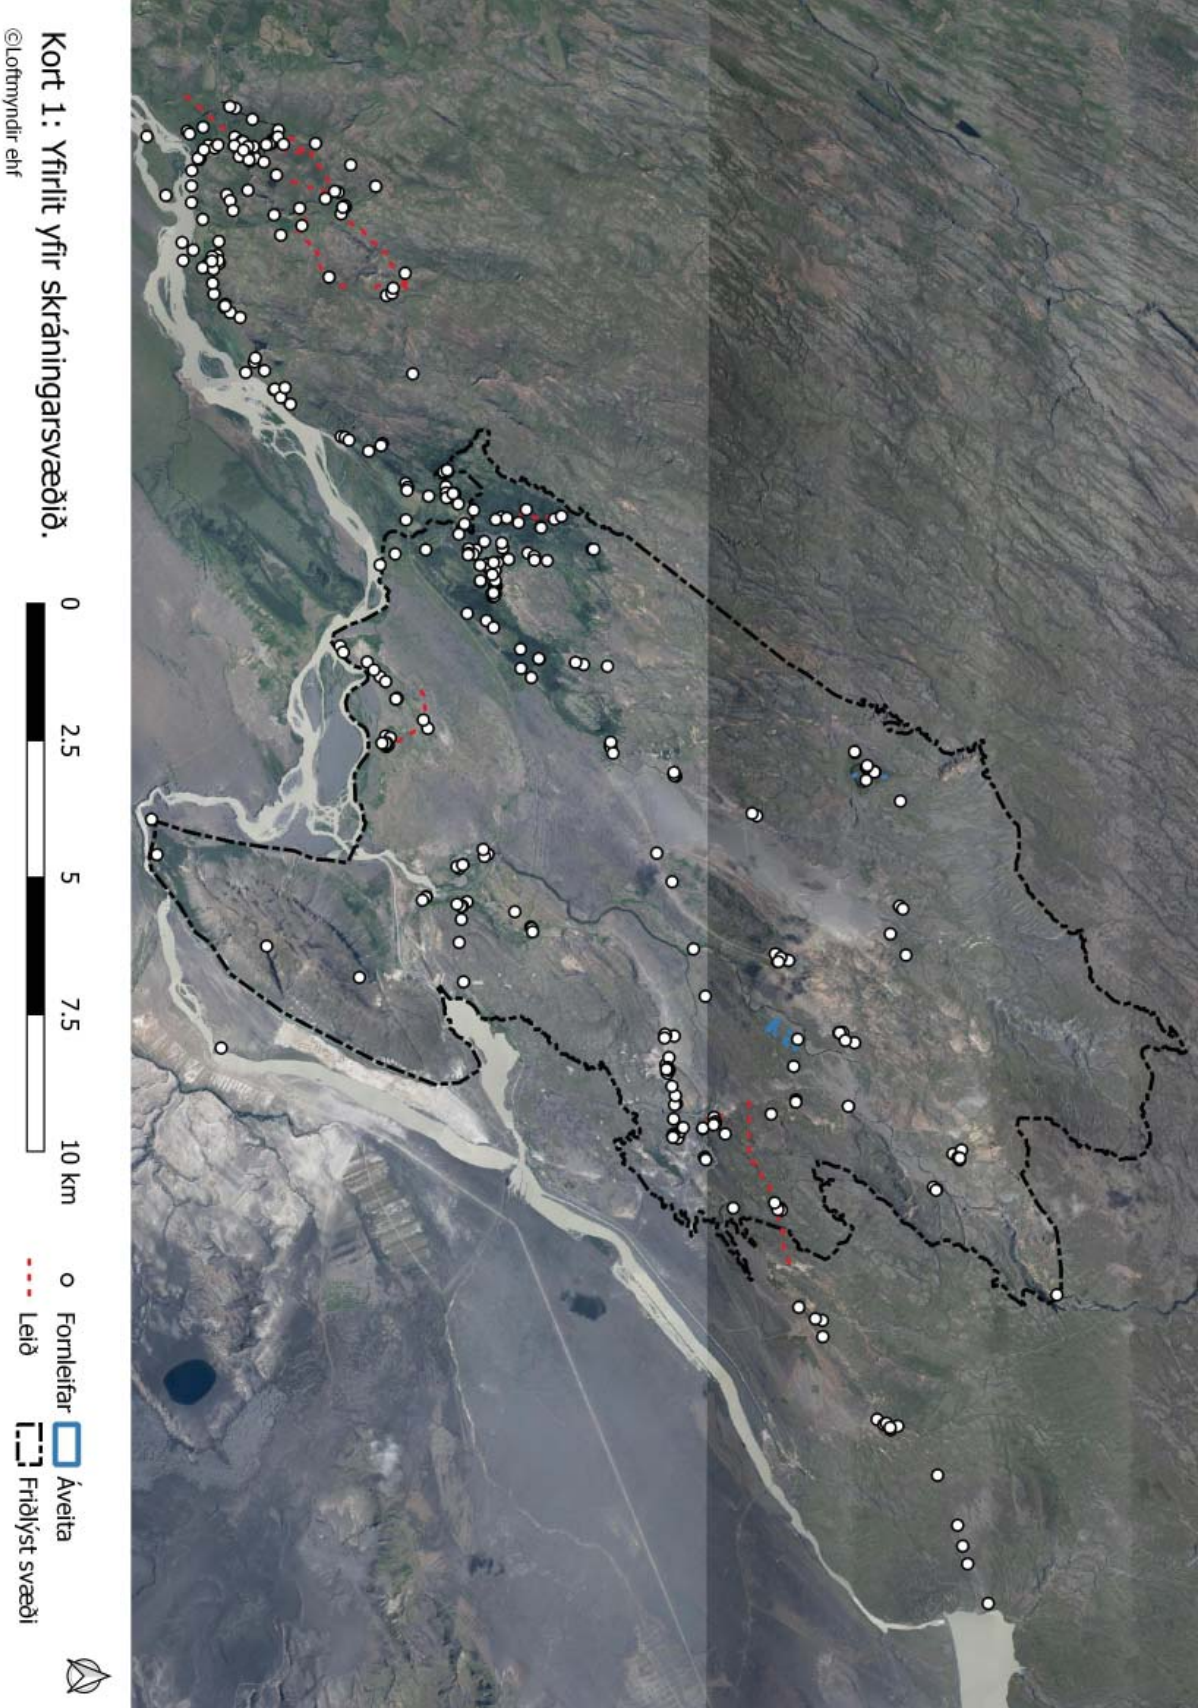 Kort 1: Yfirlit yfir skráningarsvæðið.
©Loftmyndir ehf
0 2.5 5 7.5 10 km
Fornleifar
Leið
Áveita
Friðlýst svæði